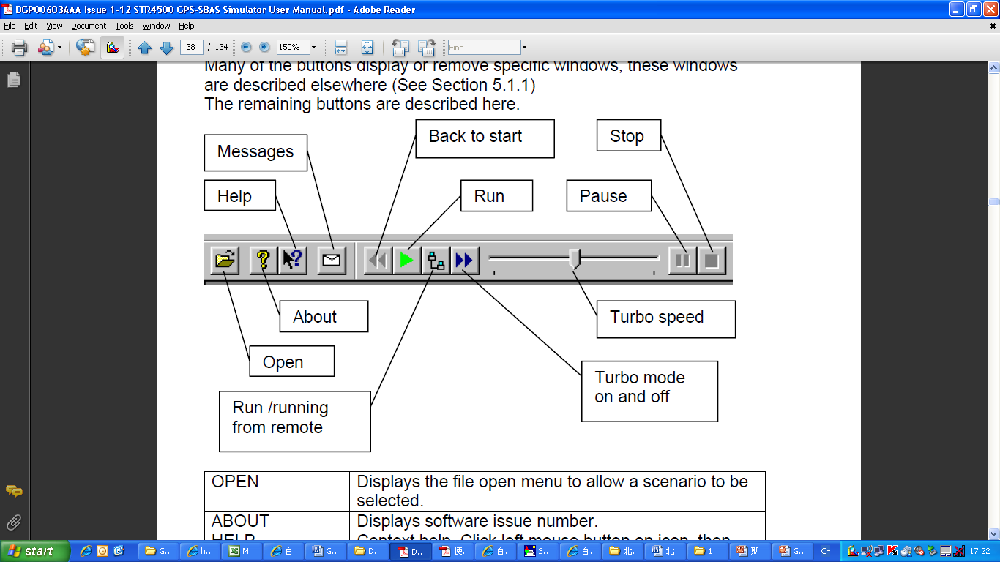 DGP00603AAA Issue 1-12 STR4500 GPS-SBAS Simulator User Manual.pdf - Adobe Reader
File Edit View Document Tools Window Help
38 / 134 150% Find
Many of the buttons display or remove specific windows, these windows
are described elsewhere (See Section 5.1.1)
The remaining buttons are described here.
Back to start
Stop
Messages
Help
Run
Pause
About
Turbo speed
Open
Turbo mode
on and off
Run /running
from remote
OPEN Displays the file open menu to allow a scenario to be
selected.
ABOUT Displays software issue number.
HELP Context help. Click left mouse button on icon, then
start G.. h.. M. 百 G.. D.. D.. 使. S.. 百. 北. 北. 1.. 斯. G.. CH 17:22